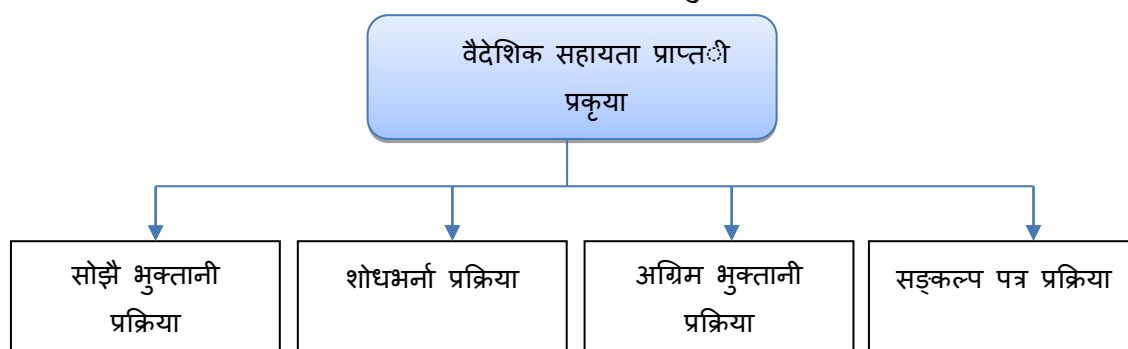 वैदेशिक सहायता प्राप्त◌ी
प्रकृया
सोझै भुक्तानी
प्रक्रिया
शोधभर्ना प्रक्रिया
अग्रिम भुक्तानी
प्रक्रिया
सङ्कल्प पत्र प्रक्रिया